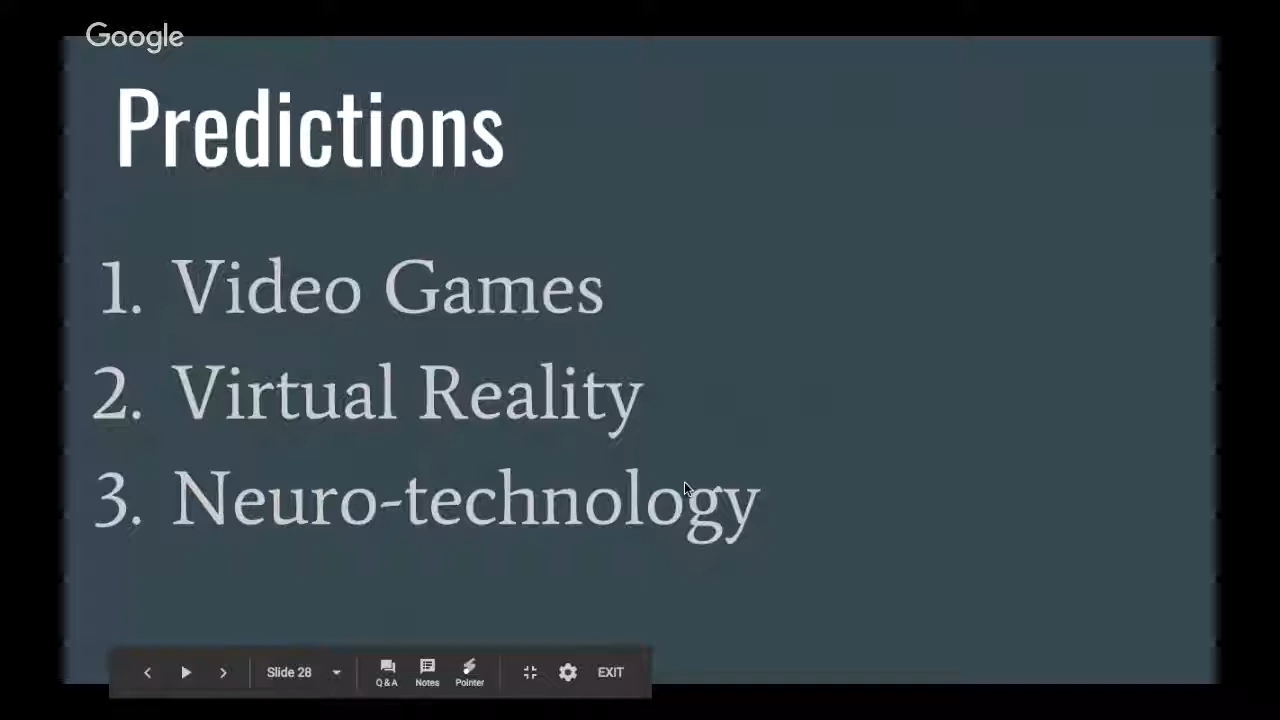 Google
Predictions
1. Video Games
2. Virtual Reality
3. Neuro-technology
Slide 28
Q & A
Notes
Pointer
EXIT